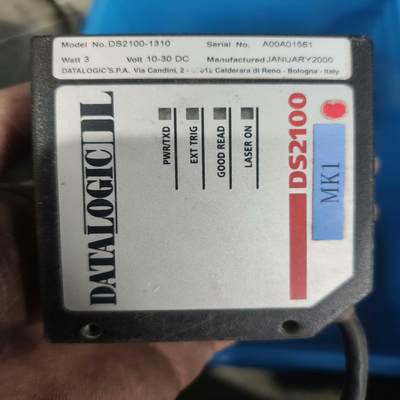 Model No. DS2100-1310 Serial No. A00A01561
Watt 3 Volt 10-30 DC Manufactured JANUARY2000
DATALOGIC S.P.A. Via Candini, 2 - Calderara di Reno - Bologna - Italy
DATALOGIC DL
PWR/TXD
EXT TRIG
GOOD READ
LASER ON
DS2100
MK1